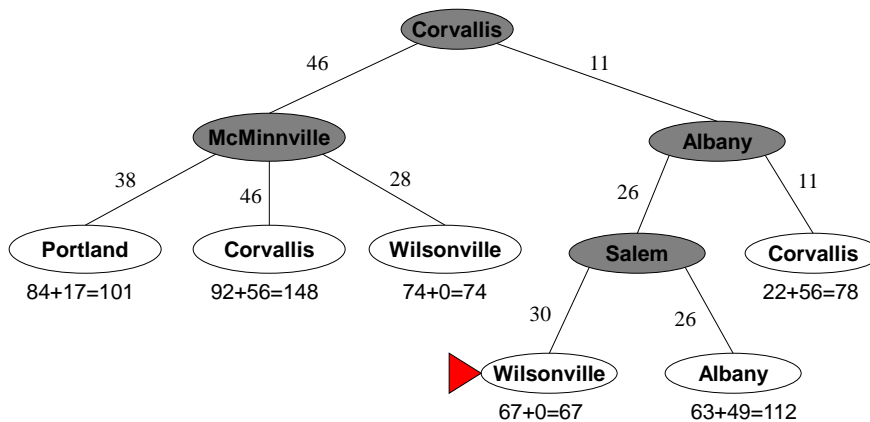 Corvallis
46 11
McMinnville Albany
38 46 28 26 11
Portland Corvallis Wilsonville Salem Corvallis
84+17=101 92+56=148 74+0=74 22+56=78
30 26
Wilsonville Albany
67+0=67 63+49=112